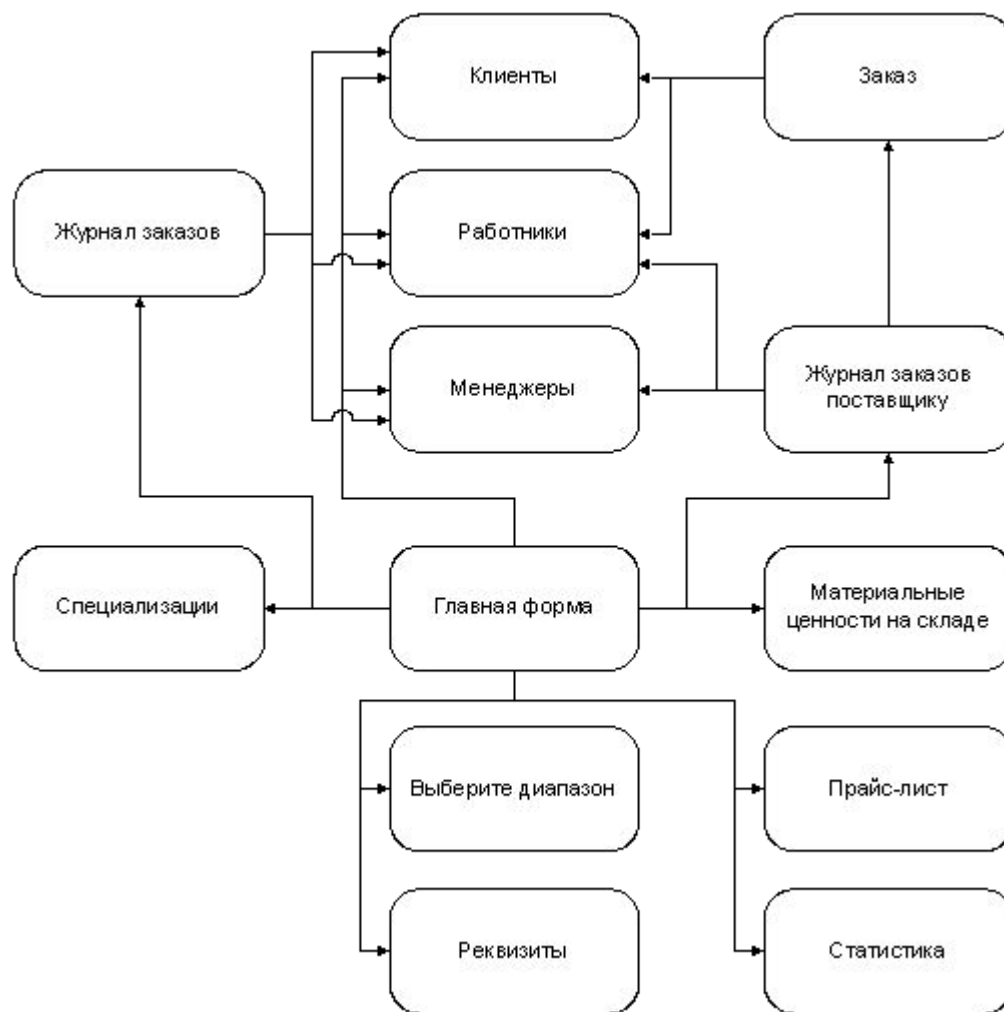 Клиенты
Заказ
Журнал заказов
Работники
Менеджеры
Журнал заказов
поставщику
Специализации
Главная форма
Материальные
ценности на складе
Выберите диапазон
Прайс-лист
Реквизиты
Статистика